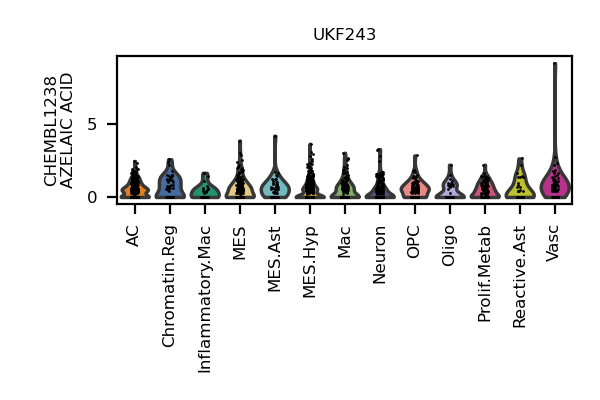 UKF243
CHEMBL1238
AZELAIC ACID
5
0
AC
Chromatin.Reg
Inflammatory.Mac
MES
MES.Ast
MES.Hyp
Mac
Neuron
OPC
Oligo
Prolif.Metab
Reactive.Ast
Vasc